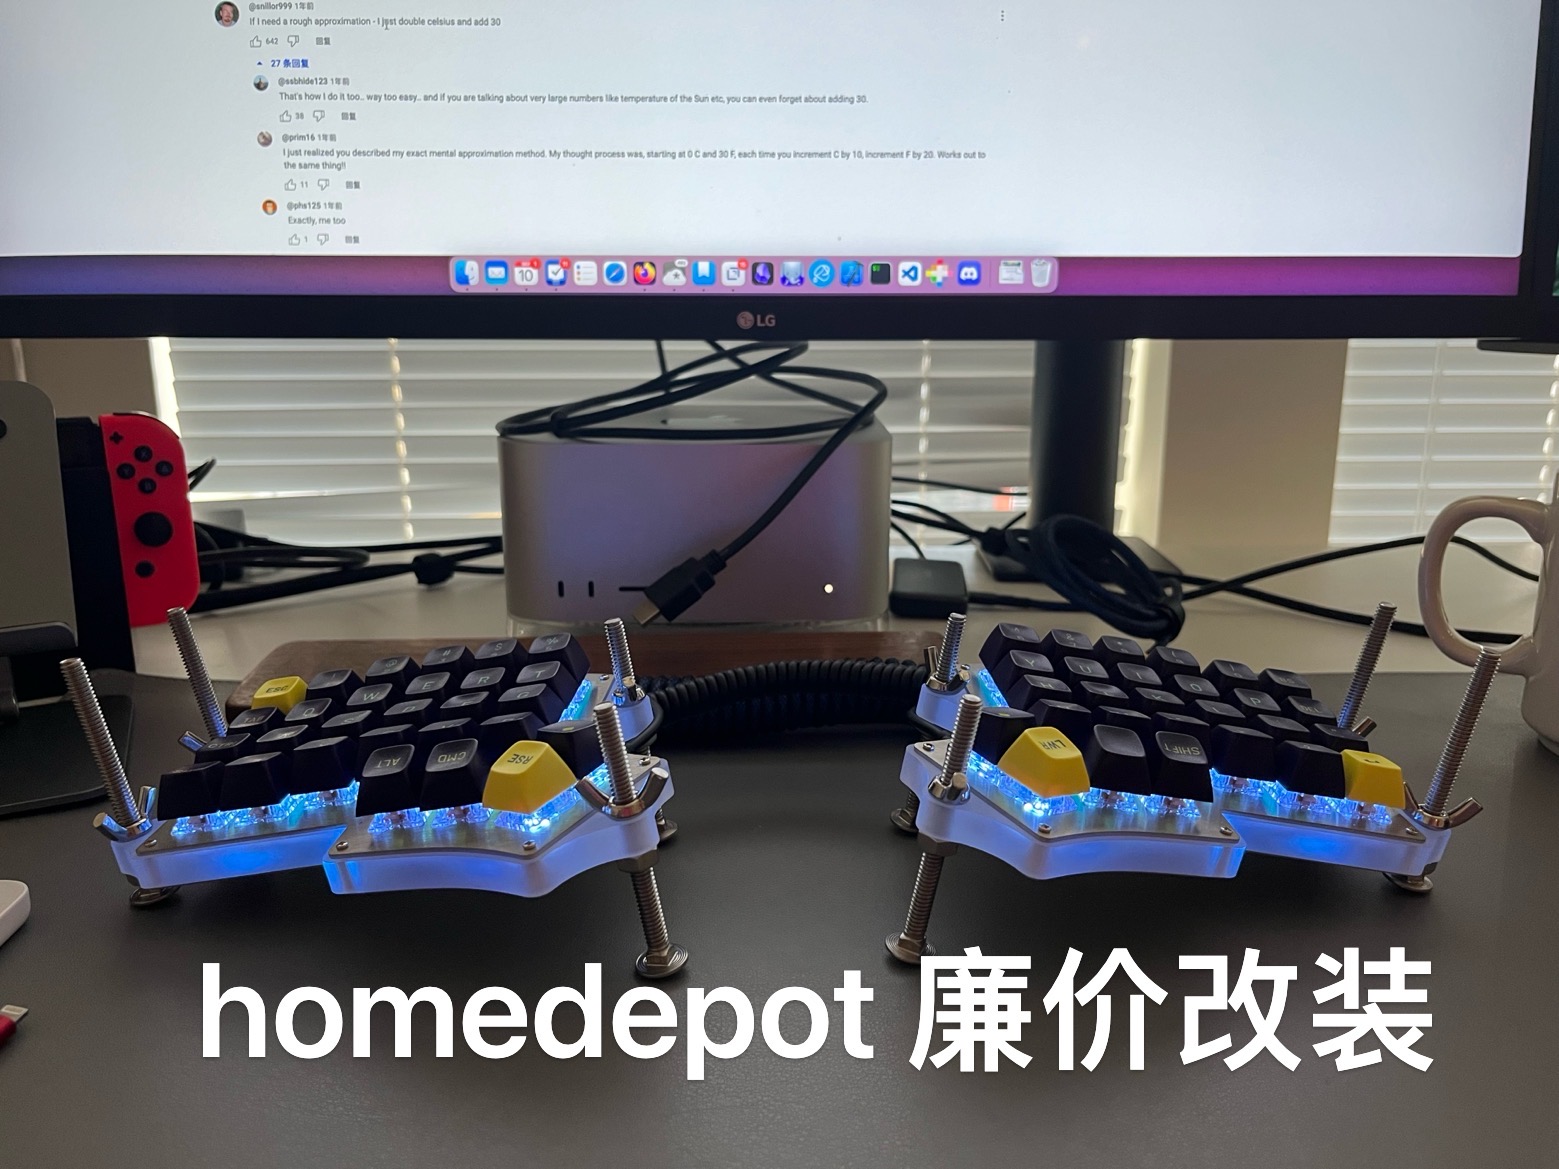 @snillor999 1年前
If I need a rough approximation - I just double celsius and add 30
642 回复
27 条回复
@ssbhide123 1年前
That's how I do it too.. way too easy.. and if you are talking about very large numbers like temperature of the Sun etc, you can even forget about adding 30.
38 回复
@prim16 1年前
I just realized you described my exact mental approximation method. My thought process was, starting at 0 C and 30 F, each time you increment C by 10, increment F by 20. Works out to
the same thing!!
11 回复
@phs125 1年前
Exactly, me too
1 回复
10
LG
ESC
W E R T
G
ALT CMD RSE
Y U I O P
LWR SHIFT
homedepot 廉价改装